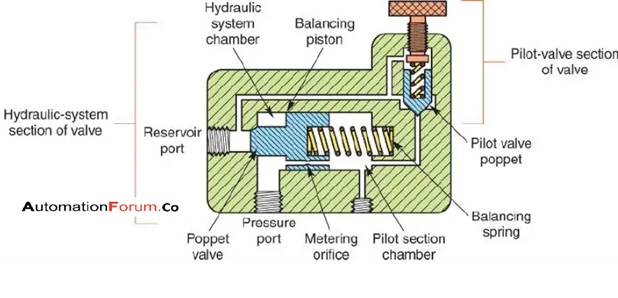 Hydraulic
system
chamber
Balancing
piston
Pilot-valve section
of valve
Hydraulic-system
section of valve
Reservoir
port
Pilot valve
poppet
AutomationForum.Co
Balancing
spring
Pressure
port
Poppet
valve
Metering
orifice
Pilot section
chamber